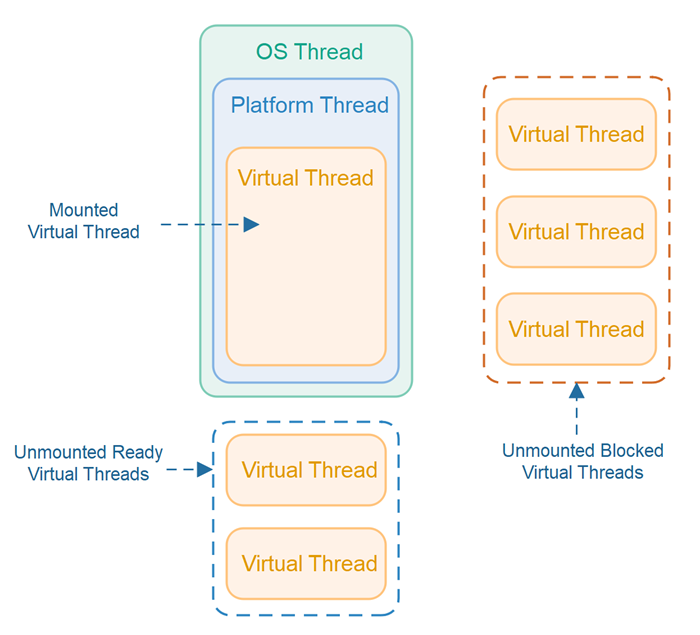 OS Thread
Platform Thread
Virtual Thread
Mounted
Virtual Thread
Virtual Thread
Virtual Thread
Virtual Thread
Unmounted Blocked
Virtual Threads
Unmounted Ready
Virtual Threads
Virtual Thread
Virtual Thread